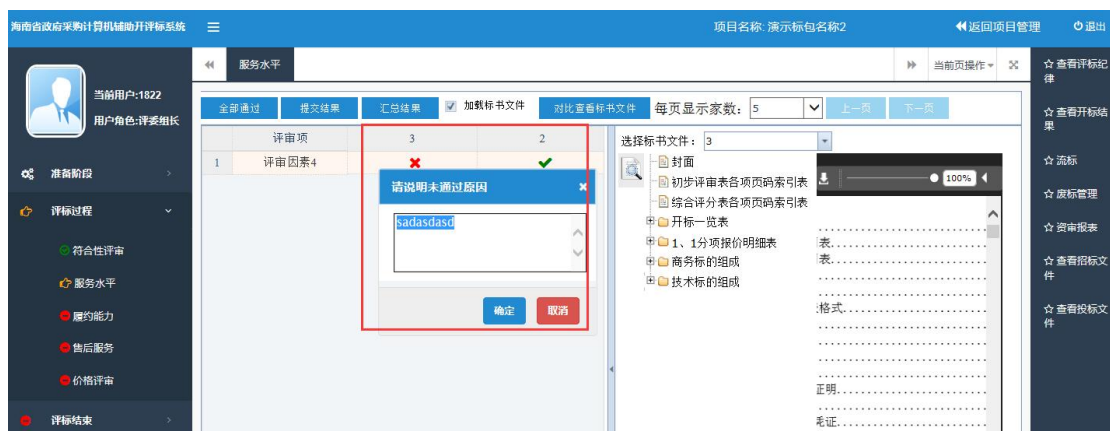 海南省政府采购计算机辅助开评标系统
项目名称: 演示标包名称2
返回项目管理
退出
当前用户:1822
用户角色:评委组长
准备阶段
评标过程
符合性评审
服务水平
履约能力
售后服务
价格评审
评标结束
服务水平
当前页操作
全部通过 提交结果 汇总结果 加载标书文件 对比查看标书文件 每页显示家数: 5 上一页 下一页
评审项 3 2
1 评审因素4
请说明未通过原因
sadasdasd
确定 取消
选择标书文件: 3
封面
初步评审表各项页码索引表
综合评分表各项页码索引表
开标一览表
1、1分项报价明细表
商务标的组成
技术标的组成
100%
表
表
格式
正明
凭证
查看评标纪律
查看开标结果
流标
废标管理
资审报表
查看招标文件
查看投标文件